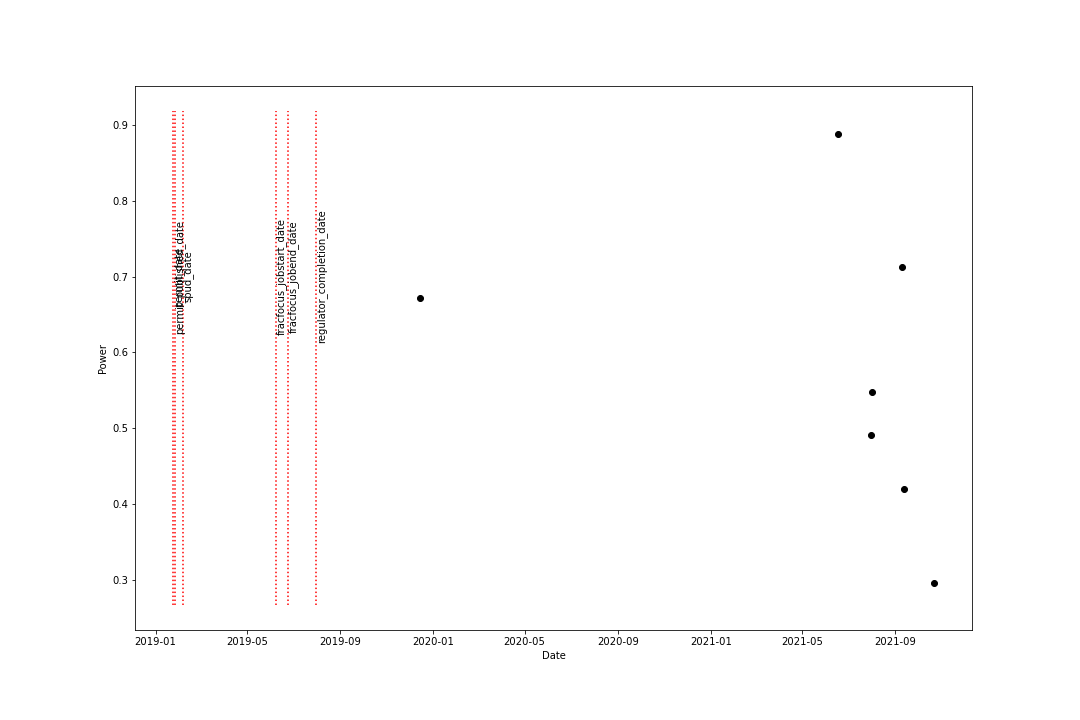 0.9
0.8
0.7
0.6
0.5
0.4
0.3
Power
spud_date
fracfocus_jobstart_date
fracfocus_jobend_date
regulator_completion_date
2019-01
2019-05
2019-09
2020-01
2020-05
2020-09
2021-01
2021-05
2021-09
Date